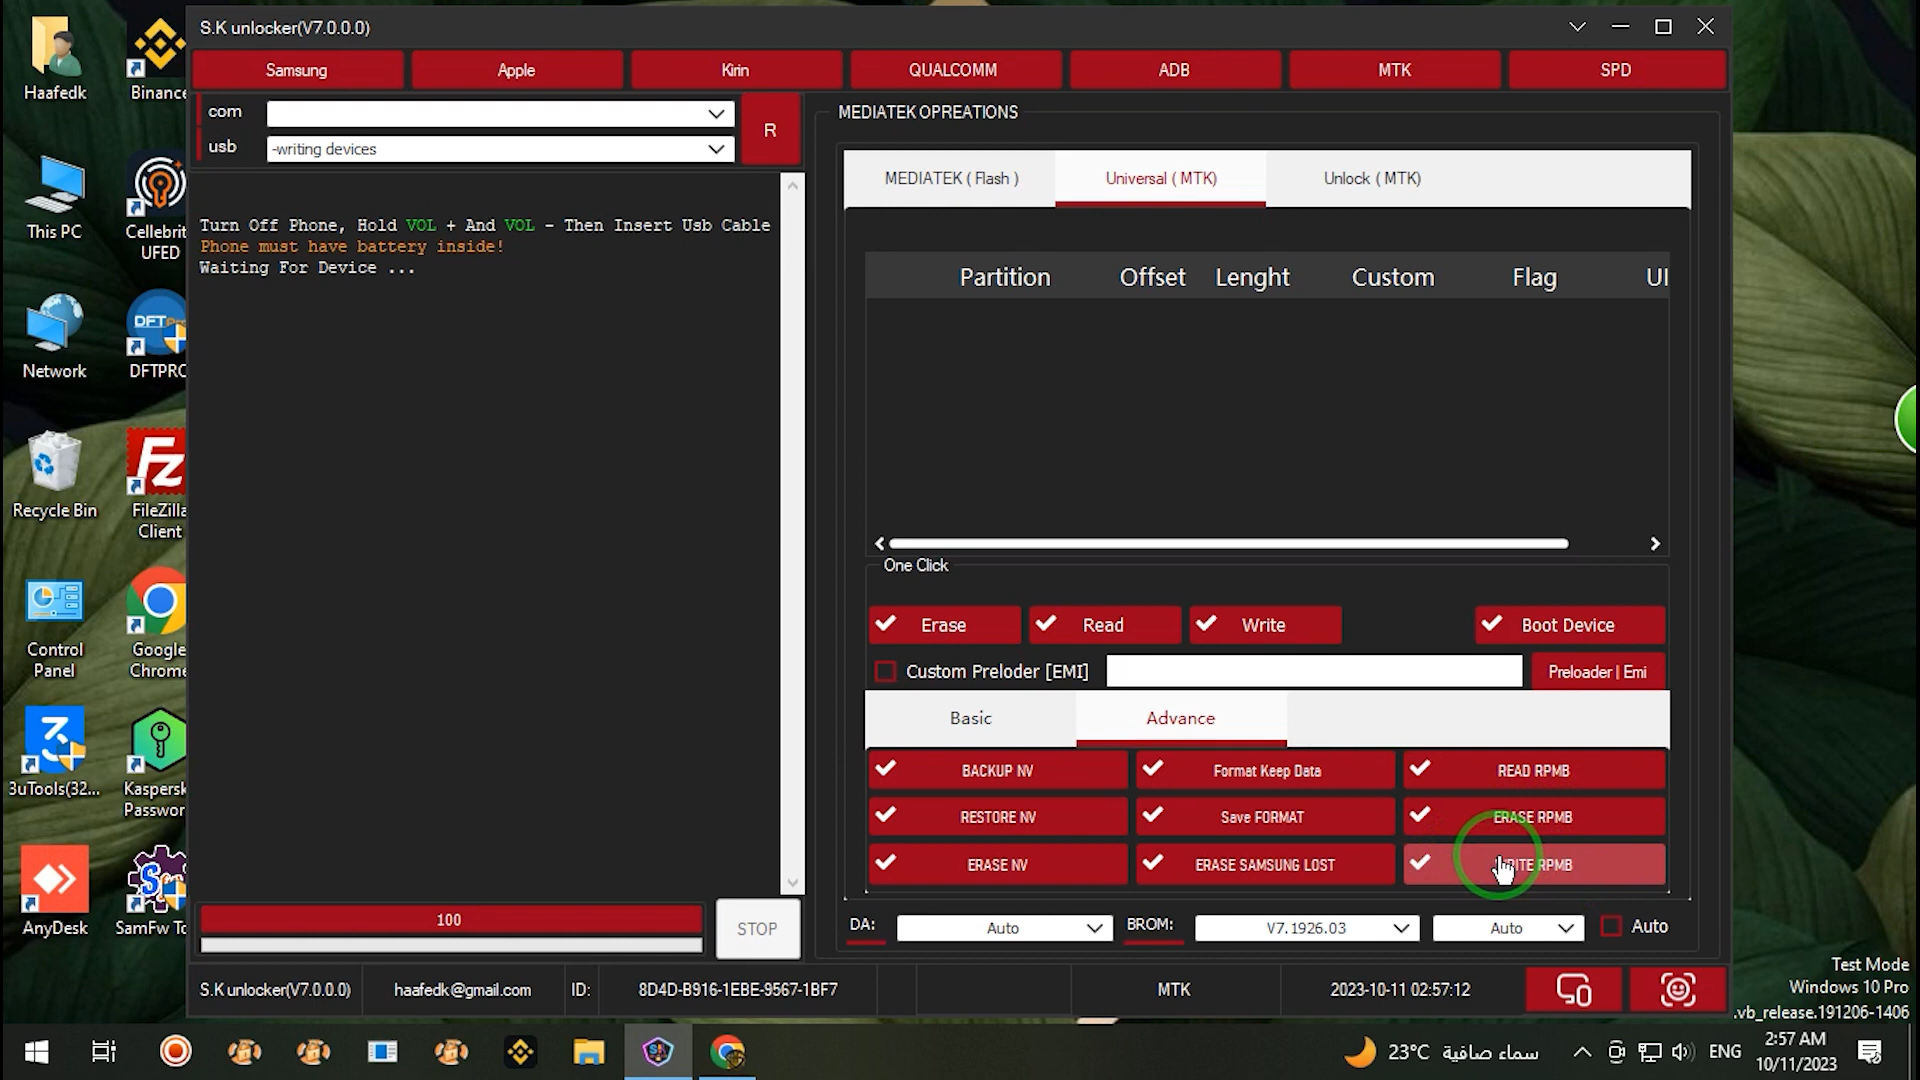 S.K unlocker(V7.0.0.0)
Samsung
Apple
Kirin
QUALCOMM
ADB
MTK
SPD
com
usb
-writing devices
R
Turn Off Phone, Hold VOL + And VOL - Then Insert Usb Cable
Phone must have battery inside!
Waiting For Device ...
100
STOP
MEDIATEK OPREATIONS
MEDIATEK ( Flash )
Universal ( MTK)
Unlock ( MTK)
Partition
Offset
Lenght
Custom
Flag
UI
One Click
Erase
Read
Write
Boot Device
Custom Preloder [EMI]
Preloader | Emi
Basic
Advance
BACKUP NV
Format Keep Data
READ RPMB
RESTORE NV
Save FORMAT
ERASE RPMB
ERASE NV
ERASE SAMSUNG LOST
RPMB
DA:
Auto
BROM:
V7.1926.03
Auto
Auto
S.K unlocker(V7.0.0.0)
haafedk@gmail.com
ID:
8D4D-B916-1EBE-9567-1BF7
MTK
2023-10-11 02:57:12
Haafedk
Binance
This PC
Cellebrit
UFED
Network
DFTPRO
Recycle Bin
FileZilla
Client
Control
Panel
Google
Chrome
3uTools(32...
Kaspersk
Passwor
AnyDesk
SamFw To
Test Mode
Windows 10 Pro
.vb_release.191206-1406
23°C سماء صافية
ENG
2:57 AM
10/11/2023